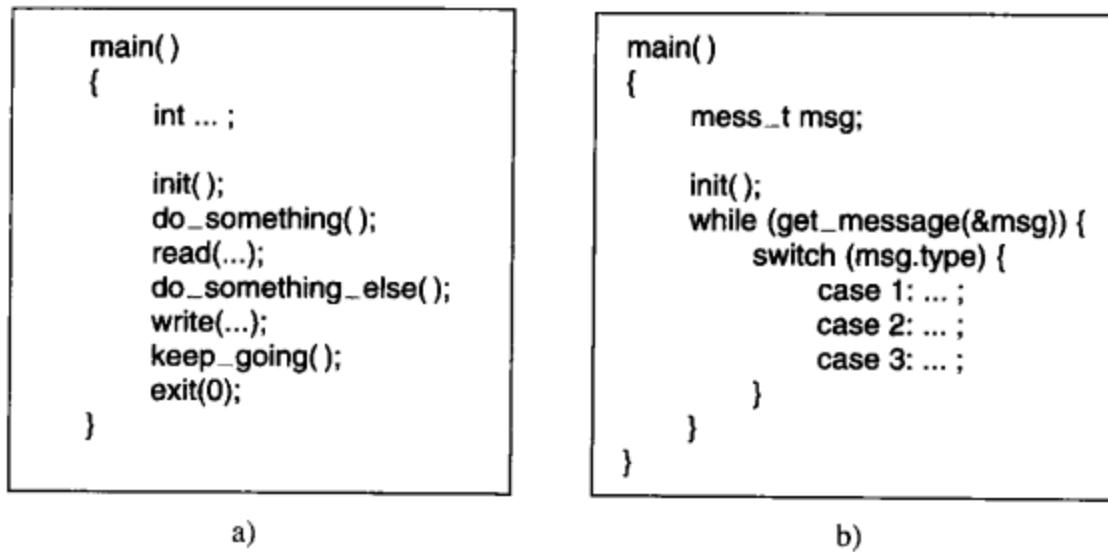 main( )
{
int ... ;
init( );
do_something( );
read(...);
do_something_else( );
write(...);
keep_going( );
exit(0);
}
a)
main( )
{
mess_t msg;
init( );
while (get_message(&msg)) {
switch (msg.type) {
case 1: ... ;
case 2: ... ;
case 3: ... ;
}
}
}
b)